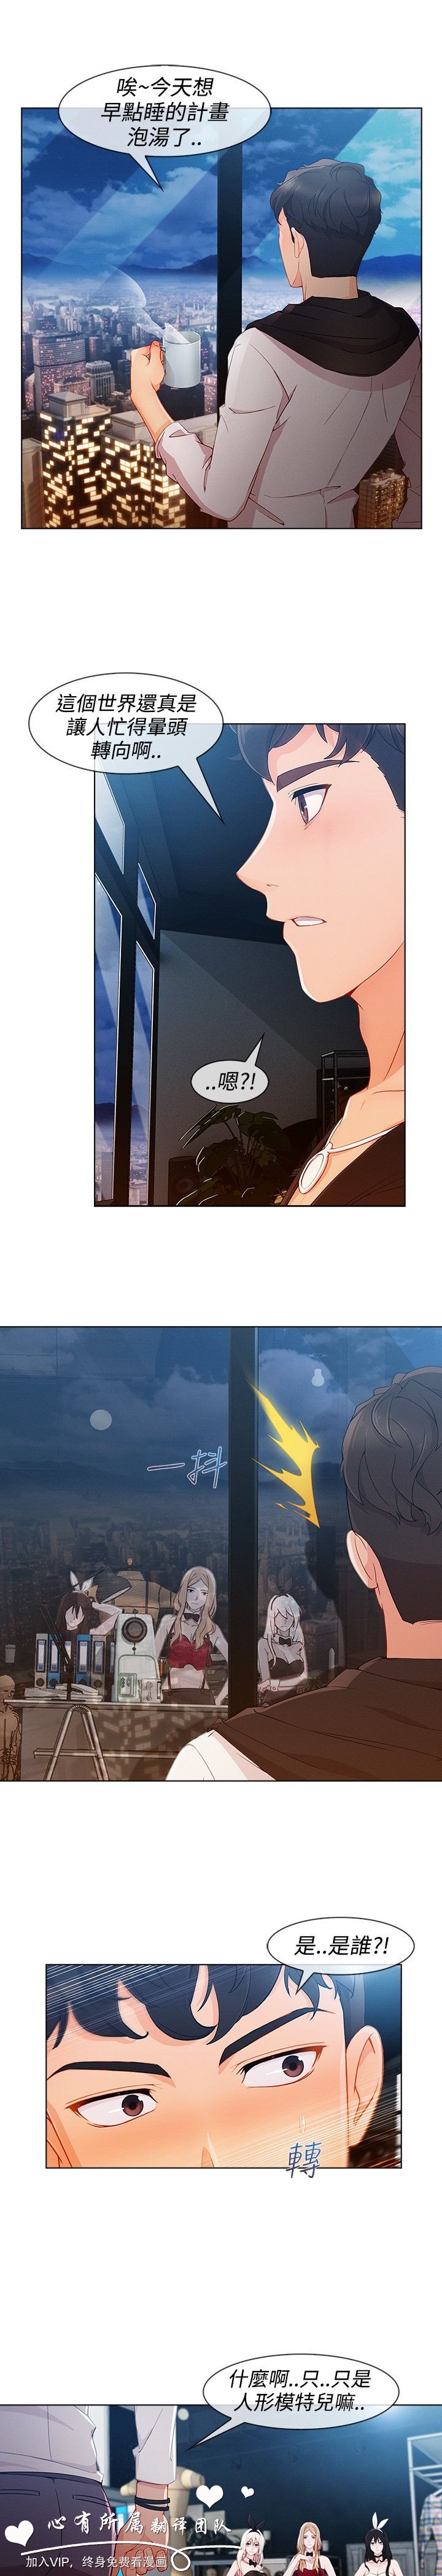 唉~今天想
早點睡的計畫
泡湯了..
這個世界還真是
讓人忙得暈頭
轉向啊..
..嗯?!
一抖
是..是誰?!
轉
什麼啊..只..只是
人形模特兒嘛..
心有所属翻译团队
加入VIP，终身免费看漫画